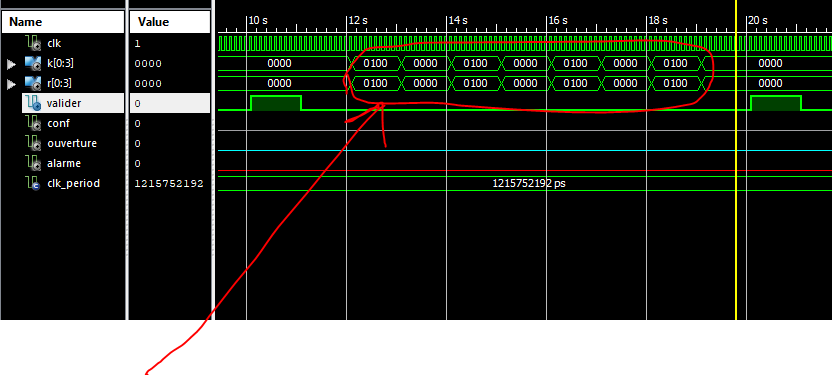 Name Value 10 s 12 s 14 s 16 s 18 s 20 s
clk 1
k[0:3] 0000 0000 0100 0000 0100 0000 0100 0000 0100 0000
r[0:3] 0000 0000 0100 0000 0100 0000 0100 0000 0100 0000
valider 0
conf 0
ouverture 0
alarme 0
clk_period 1215752192 1215752192 ps